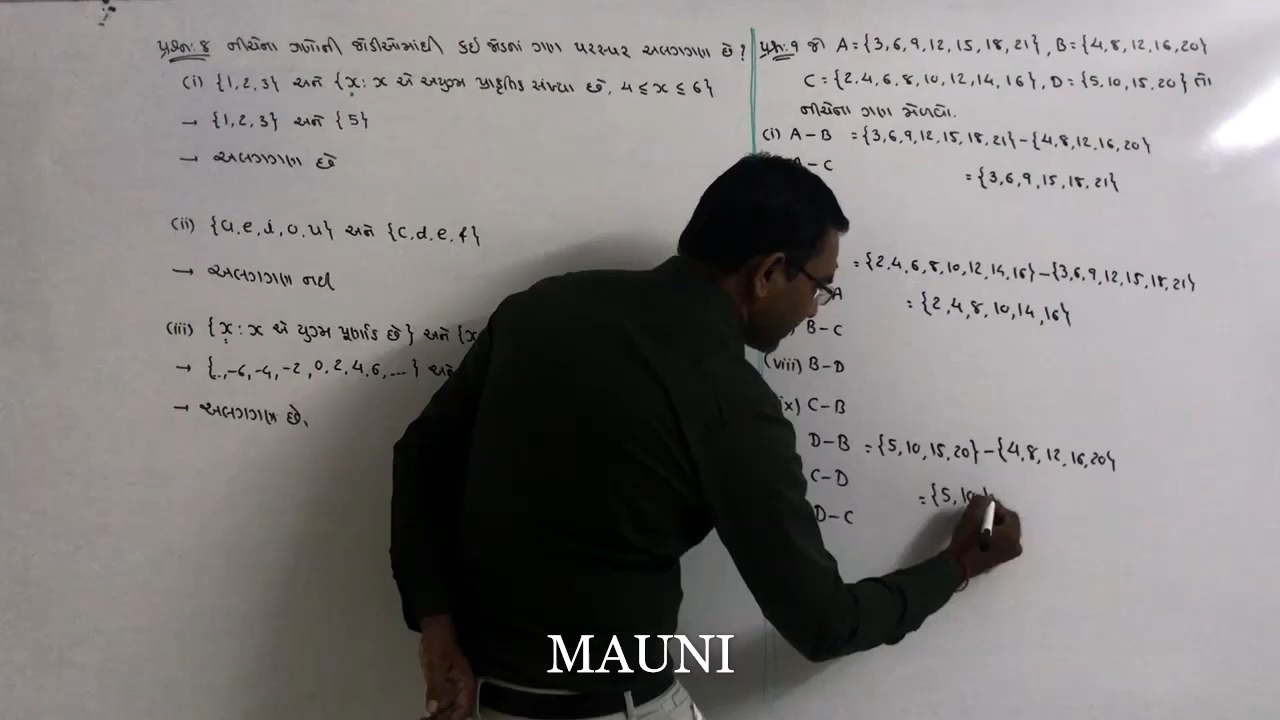 પ્રશ્ન:8 નીચેના ગણોની જોડીઓમાંથી કઈ જોડનાં ગણ પરસ્પર અલગગણ છે?
(i) {1,2,3} અને {x: x એ અયુગ્મ પ્રાકૃતિક સંખ્યા છે, 4 ≤ x ≤ 6}
→ {1,2,3} અને {5}
→ અલગગણ છે
(ii) {a,e,i,o,u} અને {c,d,e,f}
→ અલગગણ નથી
(iii) {x: x એ યુગ્મ પૂર્ણાંક છે} અને {x
→ {..,-6,-4,-2,0,2,4,6,...} અને
→ અલગગણ છે.
પ્રશ્ન:9 જો A={3,6,9,12,15,18,21}, B={4,8,12,16,20}
C={2,4,6,8,10,12,14,16}, D={5,10,15,20} તો
નીચેના ગણ મેળવો.
(i) A-B ={3,6,9,12,15,18,21}-{4,8,12,16,20}
A-C ={3,6,9,15,18,21}
={2,4,6,8,10,12,14,16}-{3,6,9,12,15,18,21}
A ={2,4,8,10,14,16}
B-C
(viii) B-D
ix) C-B
D-B ={5,10,15,20}-{4,8,12,16,20}
C-D ={5,10
D-C
MAUNI